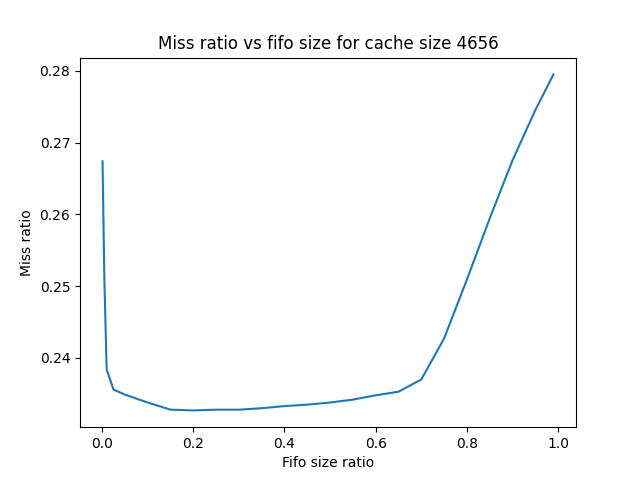 Miss ratio vs fifo size for cache size 4656
0.28
0.27
0.26
0.25
0.24
Miss ratio
0.0 0.2 0.4 0.6 0.8 1.0
Fifo size ratio